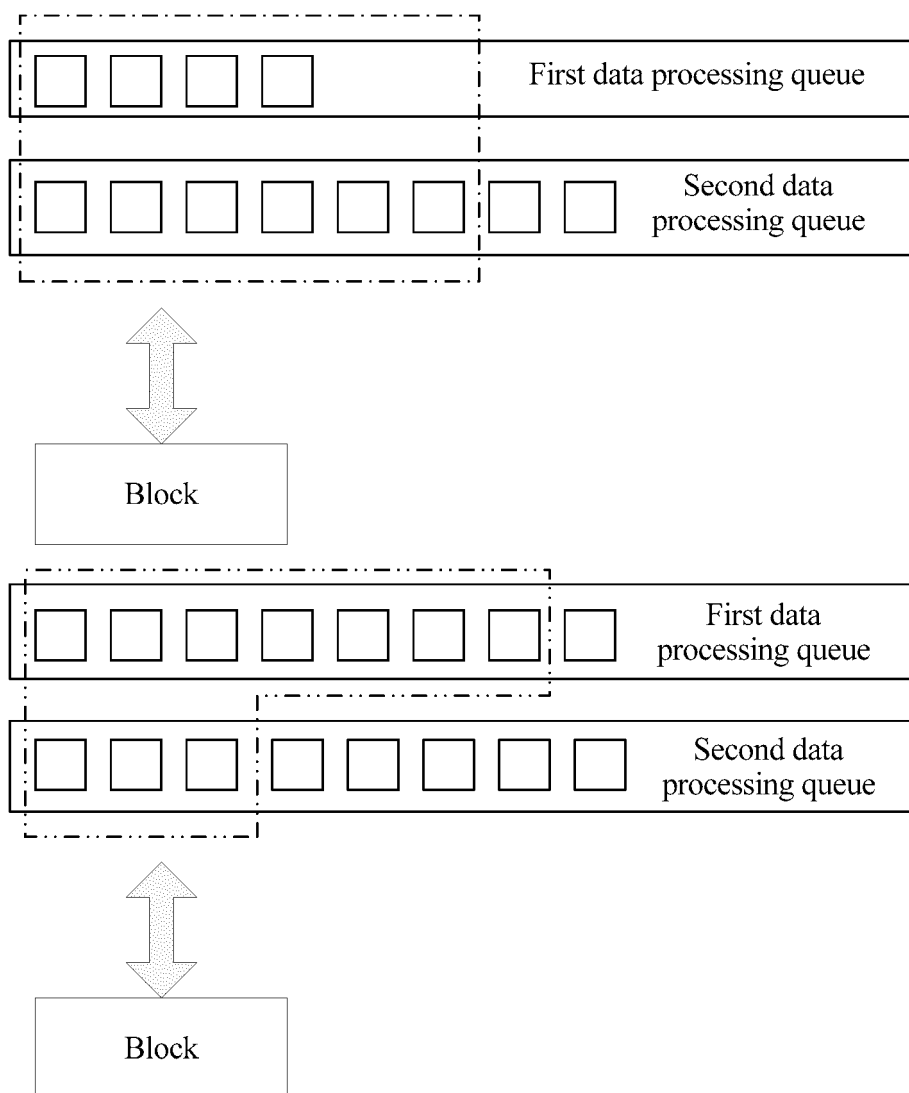 First data processing queue
Second data
processing queue
Block
First data
processing queue
Second data
processing queue
Block